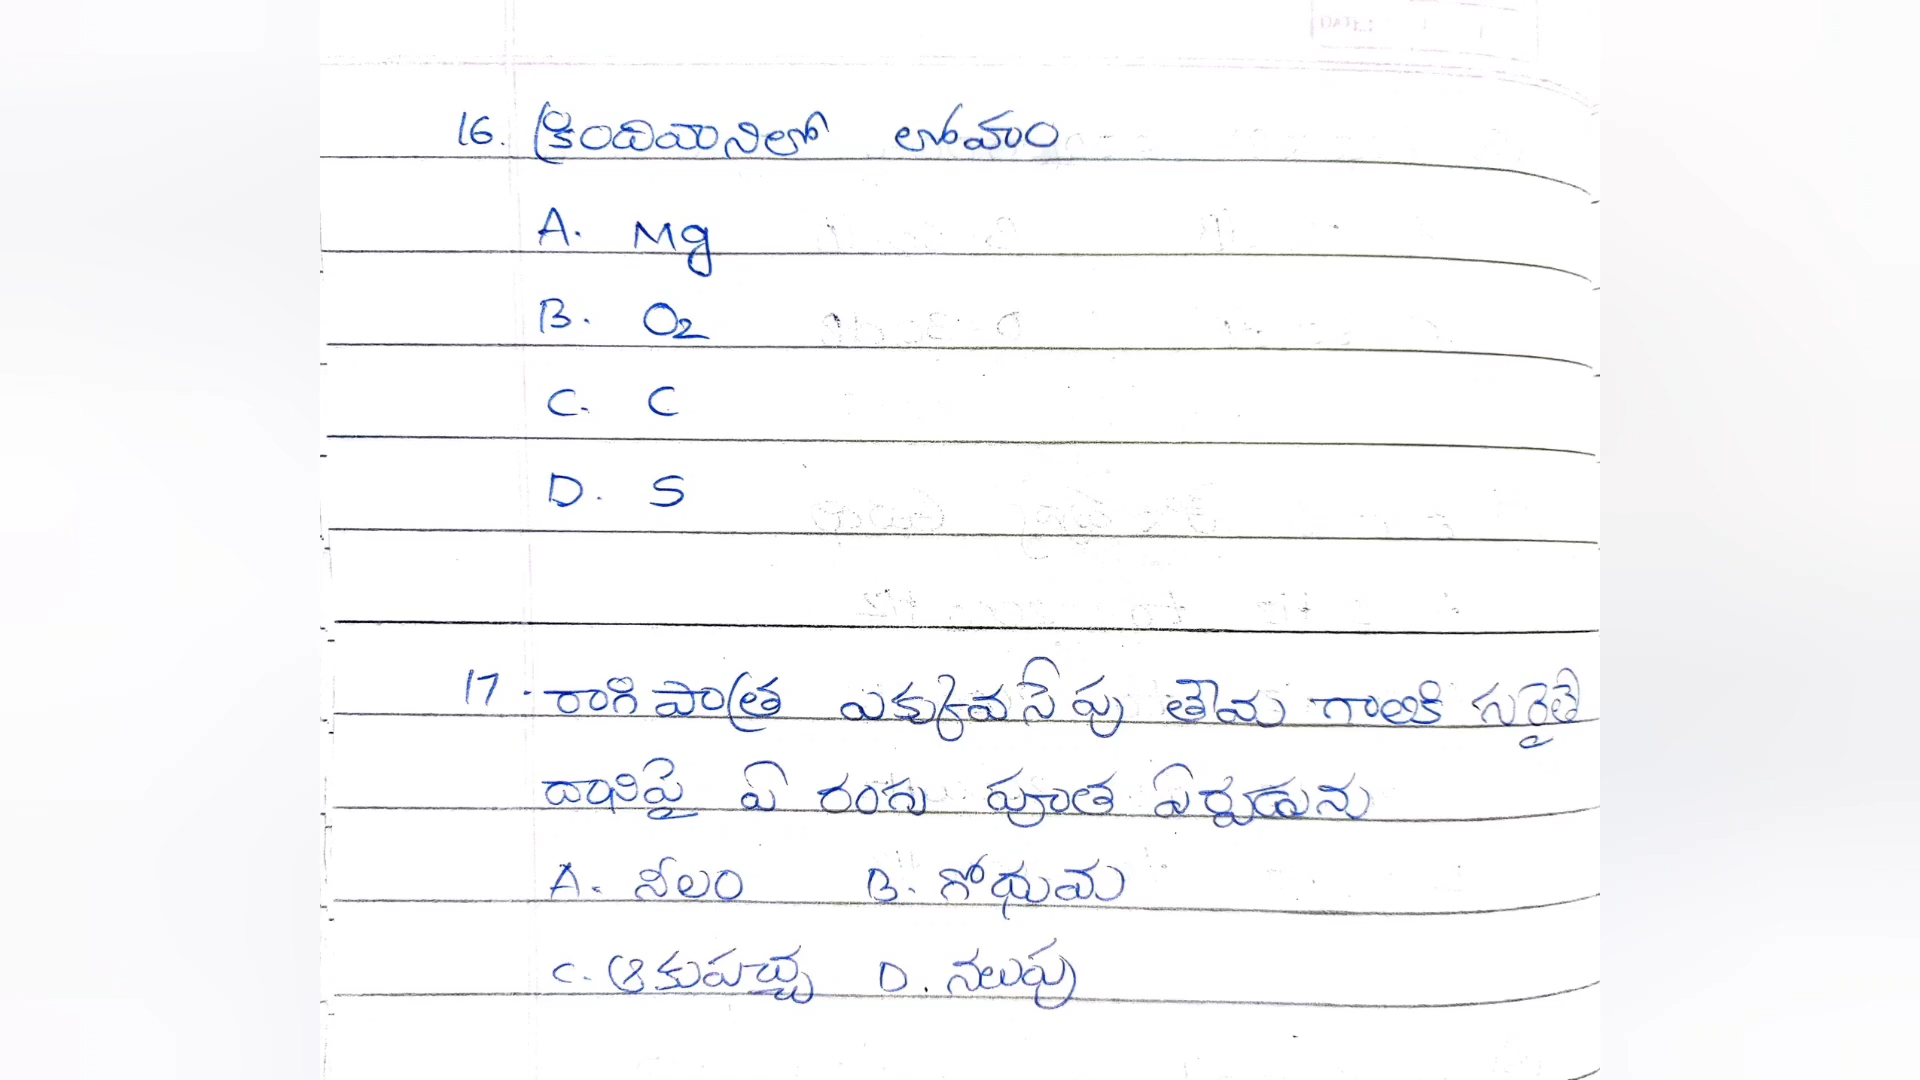 16. క్రిందివానిలో లోహం
A. Mg
B. O2
C. C
D. S
17. రాగి పాత్ర ఎక్కువసేపు తేమ గాలికి గురైతే
దానిపై ఏ రంగు పూత ఏర్పడును
A. నీలం B. గోధుమ
C. ఆకుపచ్చ D. నలుపు